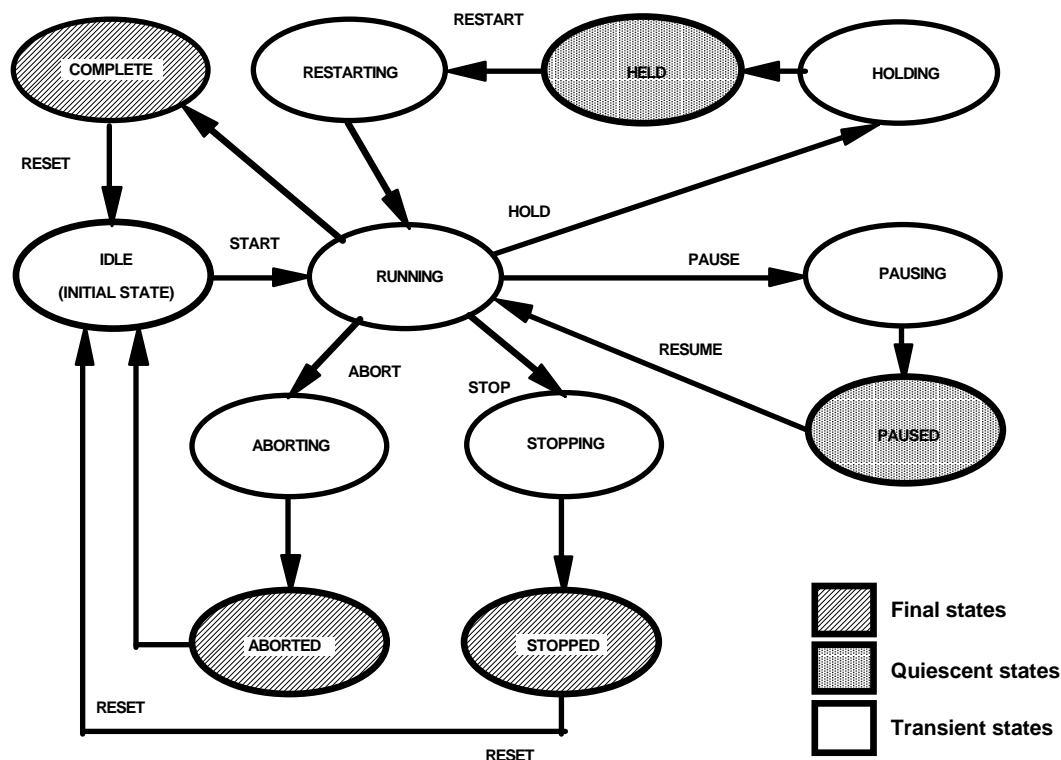 RESTART
COMPLETE
RESTARTING
HELD
HOLDING
RESET
HOLD
IDLE
(INITIAL STATE)
START
RUNNING
PAUSE
PAUSING
RESUME
ABORT
STOP
PAUSED
ABORTING
STOPPING
ABORTED
STOPPED
Final states
Quiescent states
Transient states
RESET
RESET